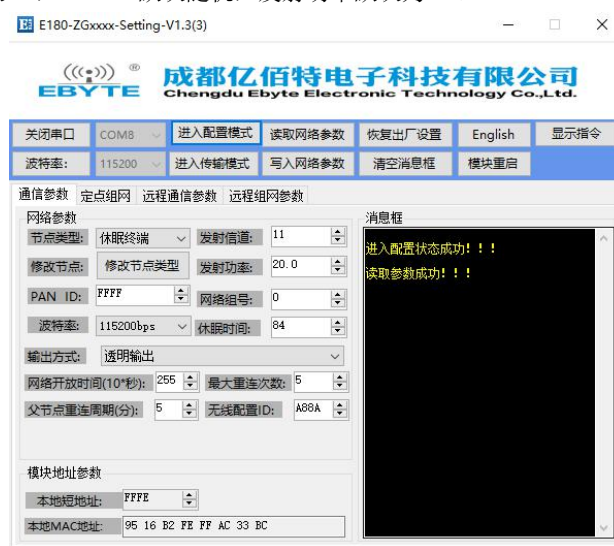 E180-ZGxxxx-Setting-V1.3(3)
EBYTE ®
成都亿佰特电子科技有限公司
Chengdu Ebyte Electronic Technology Co.,Ltd.
关闭串口 COM8 进入配置模式 读取网络参数 恢复出厂设置 English 显示指令
波特率: 115200 进入传输模式 写入网络参数 清空消息框 模块重启
通信参数 定点组网 远程通信参数 远程组网参数
网络参数
节点类型: 休眠终端 发射信道: 11
修改节点: 修改节点类型 发射功率: 20.0
PAN ID: FFFF 网络组号: 0
波特率: 115200bps 休眠时间: 84
输出方式: 透明输出
网络开放时间(10*秒): 255 最大重连次数: 5
父节点重连周期(分): 5 无线配置ID: A88A
模块地址参数
本地短地址: FFFE
本地MAC地址: 95 16 B2 FE FF AC 33 BC
消息框
进入配置状态成功!!!
读取参数成功!!!